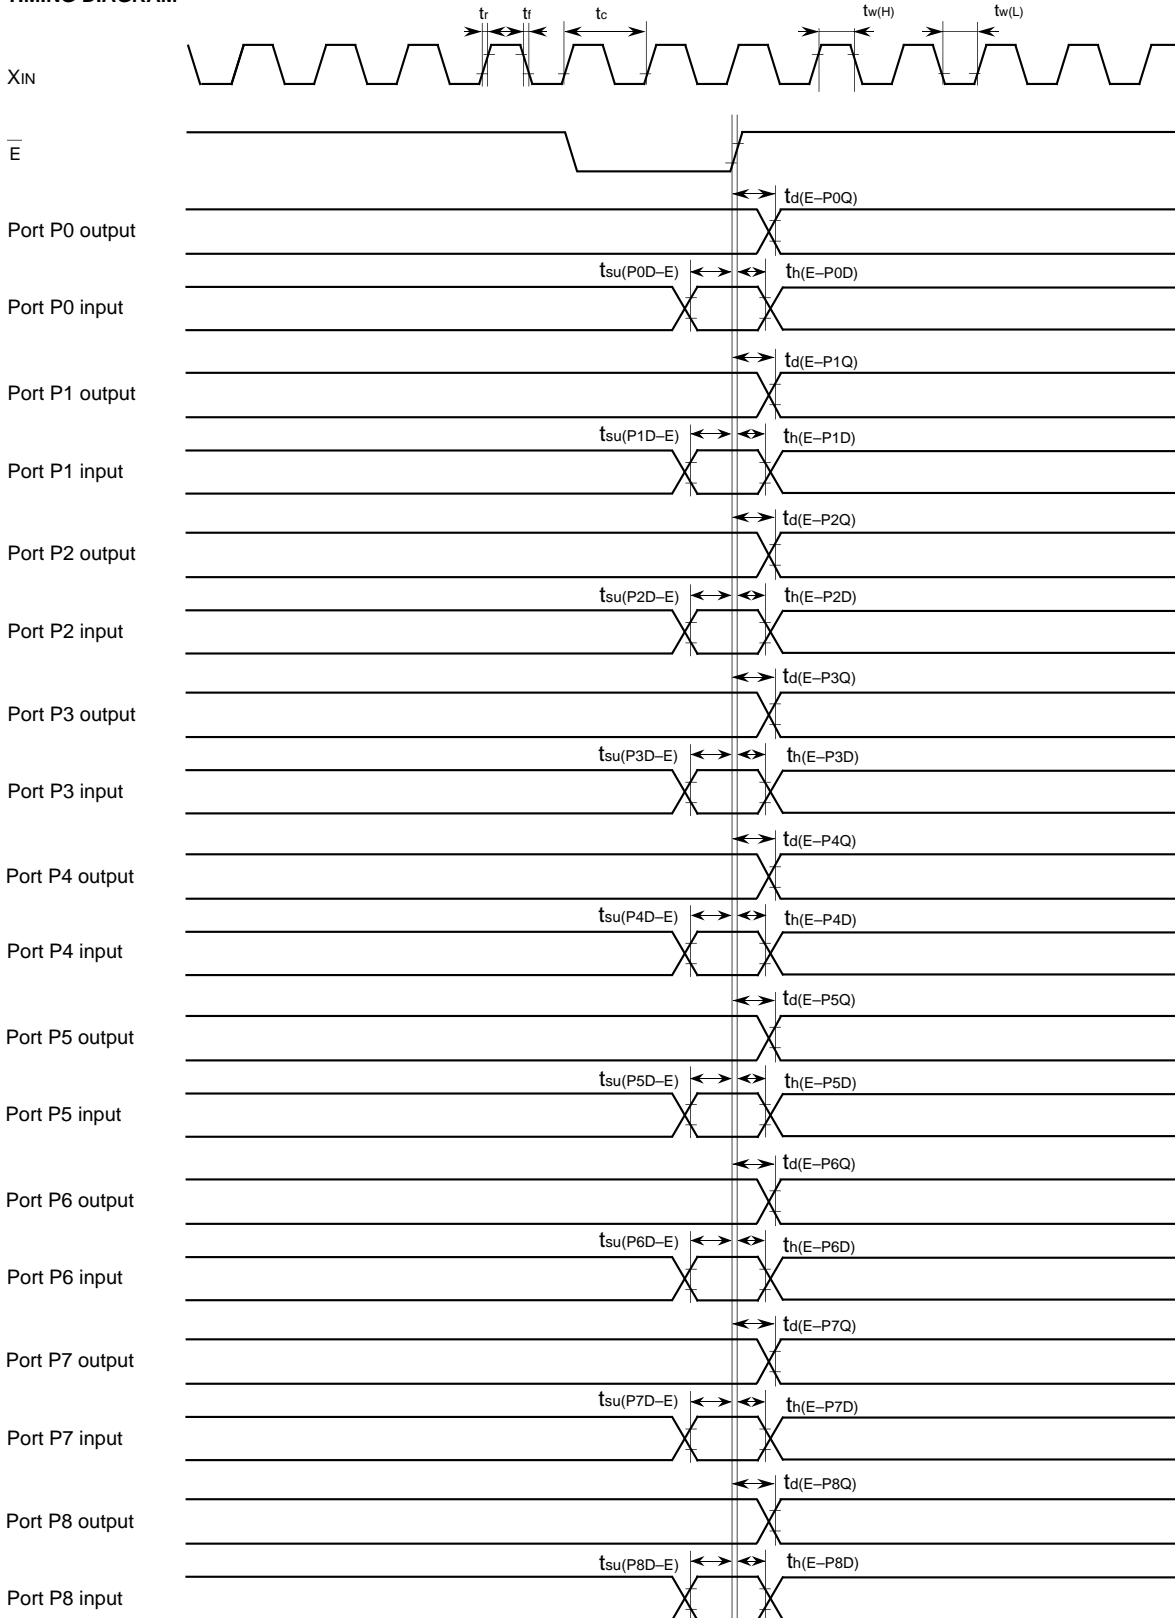 TIMING DIAGRAM
tr tf tc tw(H) tw(L)
XIN
E
td(E–P0Q)
Port P0 output
tsu(P0D–E) th(E–P0D)
Port P0 input
td(E–P1Q)
Port P1 output
tsu(P1D–E) th(E–P1D)
Port P1 input
td(E–P2Q)
Port P2 output
tsu(P2D–E) th(E–P2D)
Port P2 input
td(E–P3Q)
Port P3 output
tsu(P3D–E) th(E–P3D)
Port P3 input
td(E–P4Q)
Port P4 output
tsu(P4D–E) th(E–P4D)
Port P4 input
td(E–P5Q)
Port P5 output
tsu(P5D–E) th(E–P5D)
Port P5 input
td(E–P6Q)
Port P6 output
tsu(P6D–E) th(E–P6D)
Port P6 input
td(E–P7Q)
Port P7 output
tsu(P7D–E) th(E–P7D)
Port P7 input
td(E–P8Q)
Port P8 output
tsu(P8D–E) th(E–P8D)
Port P8 input